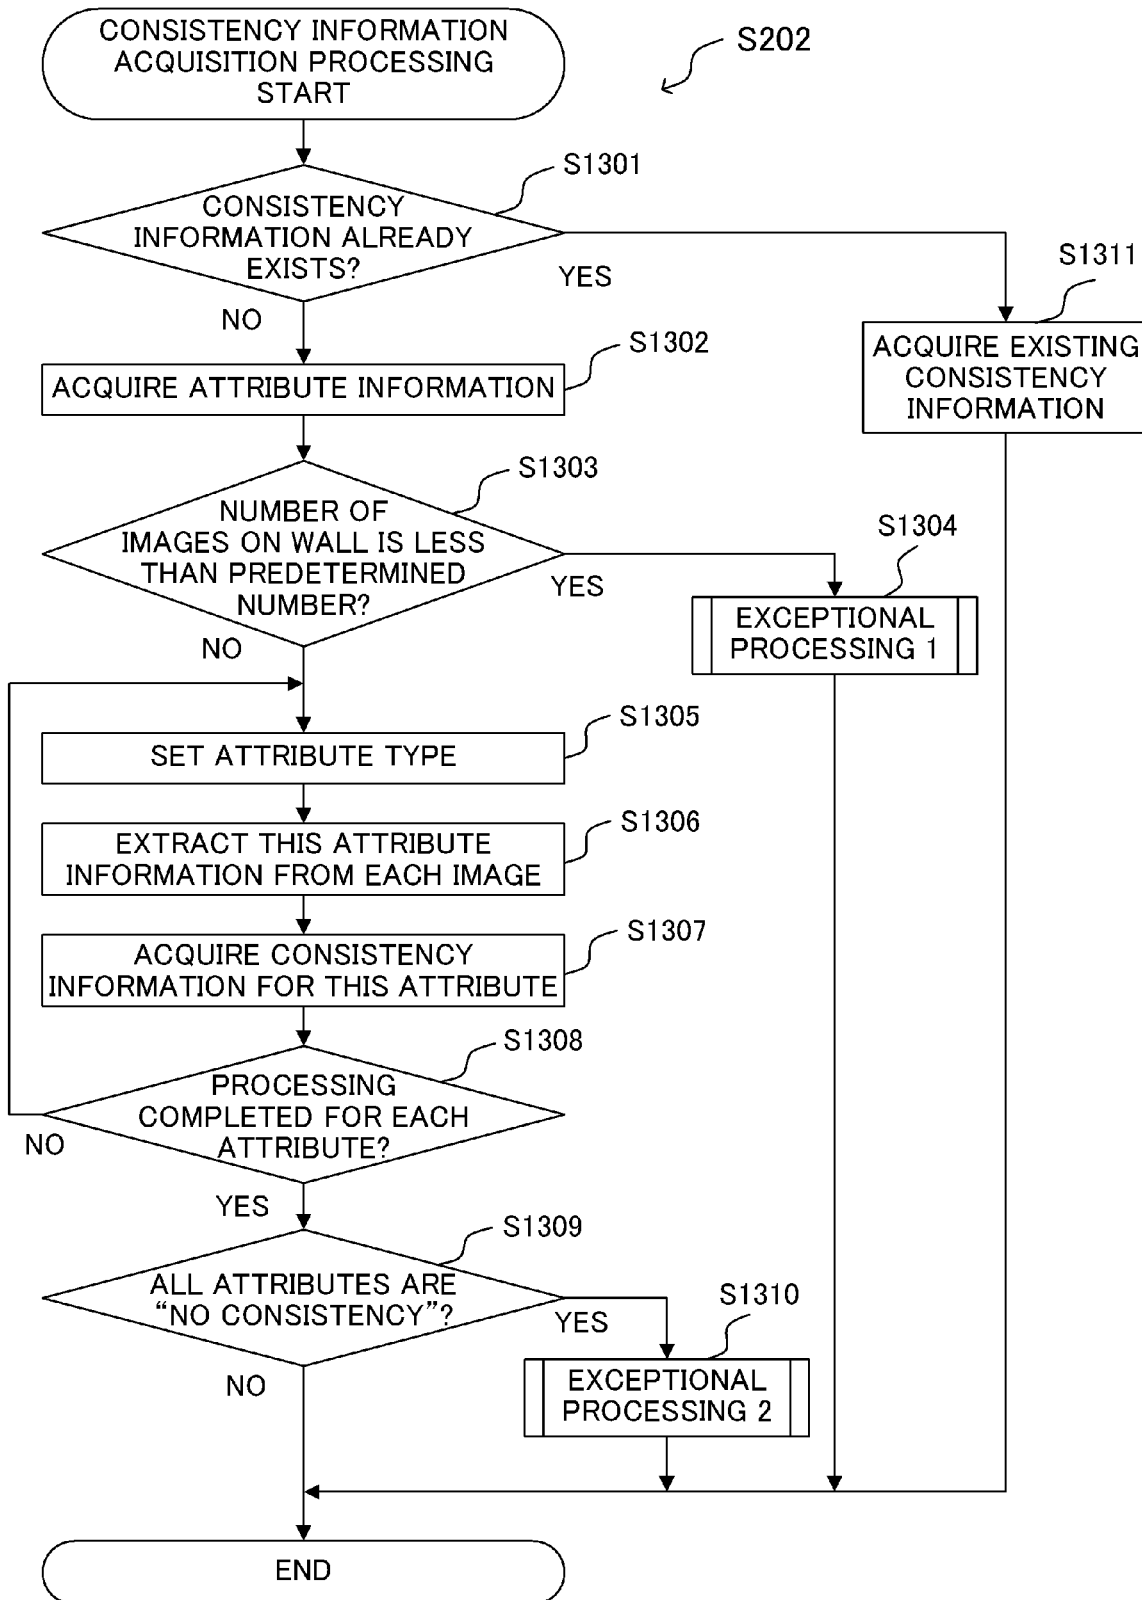 CONSISTENCY INFORMATION
ACQUISITION PROCESSING
START
S202
S1301
CONSISTENCY
INFORMATION ALREADY
EXISTS?
YES
NO
S1311
ACQUIRE EXISTING
CONSISTENCY
INFORMATION
S1302
ACQUIRE ATTRIBUTE INFORMATION
S1303
NUMBER OF
IMAGES ON WALL IS LESS
THAN PREDETERMINED
NUMBER?
YES
NO
S1304
EXCEPTIONAL
PROCESSING 1
S1305
SET ATTRIBUTE TYPE
S1306
EXTRACT THIS ATTRIBUTE
INFORMATION FROM EACH IMAGE
S1307
ACQUIRE CONSISTENCY
INFORMATION FOR THIS ATTRIBUTE
S1308
PROCESSING
COMPLETED FOR EACH
ATTRIBUTE?
NO
YES
S1309
ALL ATTRIBUTES ARE
“NO CONSISTENCY”?
YES
NO
S1310
EXCEPTIONAL
PROCESSING 2
END